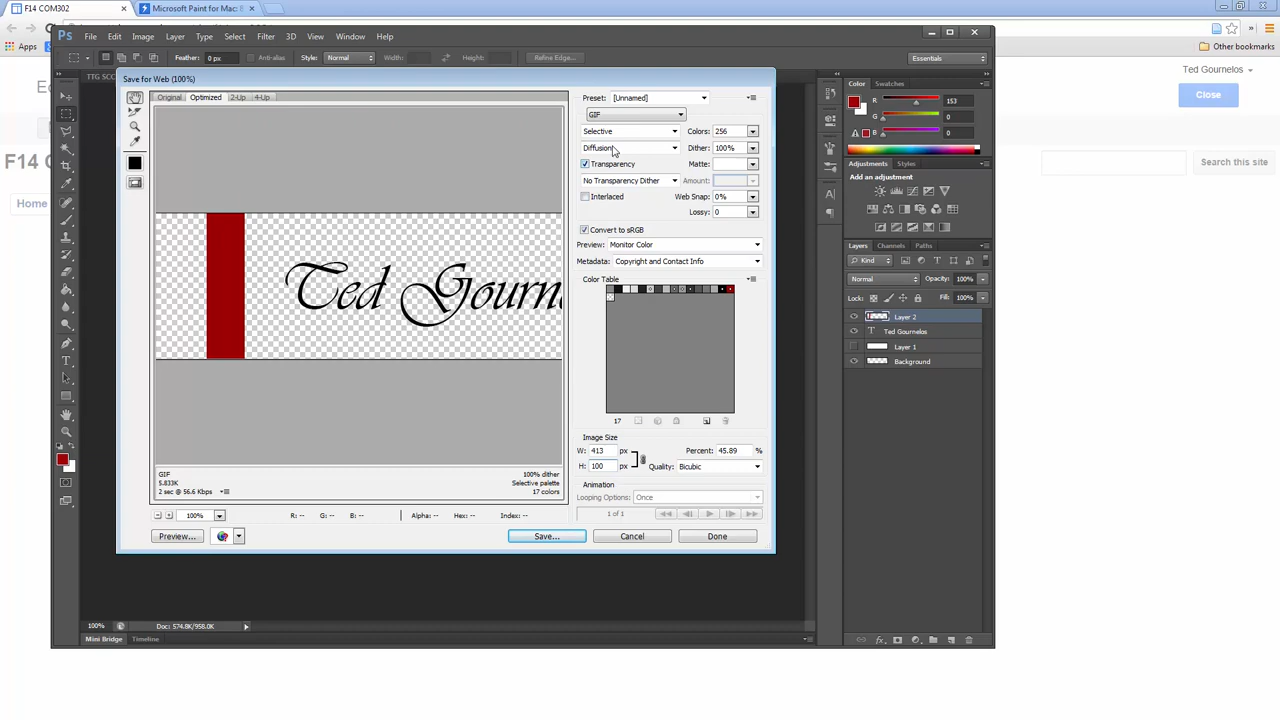 F14 COM302
Microsoft Paint for Mac:
Apps
Other bookmarks
Ted Gournelos
Close
F14
Search this site
Home
Ps File Edit Image Layer Type Select Filter 3D View Window Help
Feather: 0 px Anti-alias Style: Normal Width: Height: Refine Edge... Essentials
TTG SCC
Save for Web (100%)
Original Optimized 2-Up 4-Up
Ted Gourn
GIF
5.833K
2 sec @ 56.6 Kbps
100% dither
Selective palette
17 colors
100% R: -- G: -- B: -- Alpha: -- Hex: -- Index: --
Preview... Save... Cancel Done
Preset: [Unnamed]
GIF
Selective Colors: 256
Diffusion Dither: 100%
Transparency Matte:
No Transparency Dither Amount:
Interlaced Web Snap: 0%
Lossy: 0
Convert to sRGB
Preview: Monitor Color
Metadata: Copyright and Contact Info
Color Table
17
Image Size
W: 413 px Percent: 45.89 %
H: 100 px Quality: Bicubic
Animation
Looping Options: Once
1 of 1
Color Swatches
R 153
G 0
B 0
Adjustments Styles
Add an adjustment
Layers Channels Paths
Kind
Normal Opacity: 100%
Lock: Fill: 100%
Layer 2
T Ted Gournelos
Layer 1
Background
100% Doc: 574.8K/958.0K
Mini Bridge Timeline